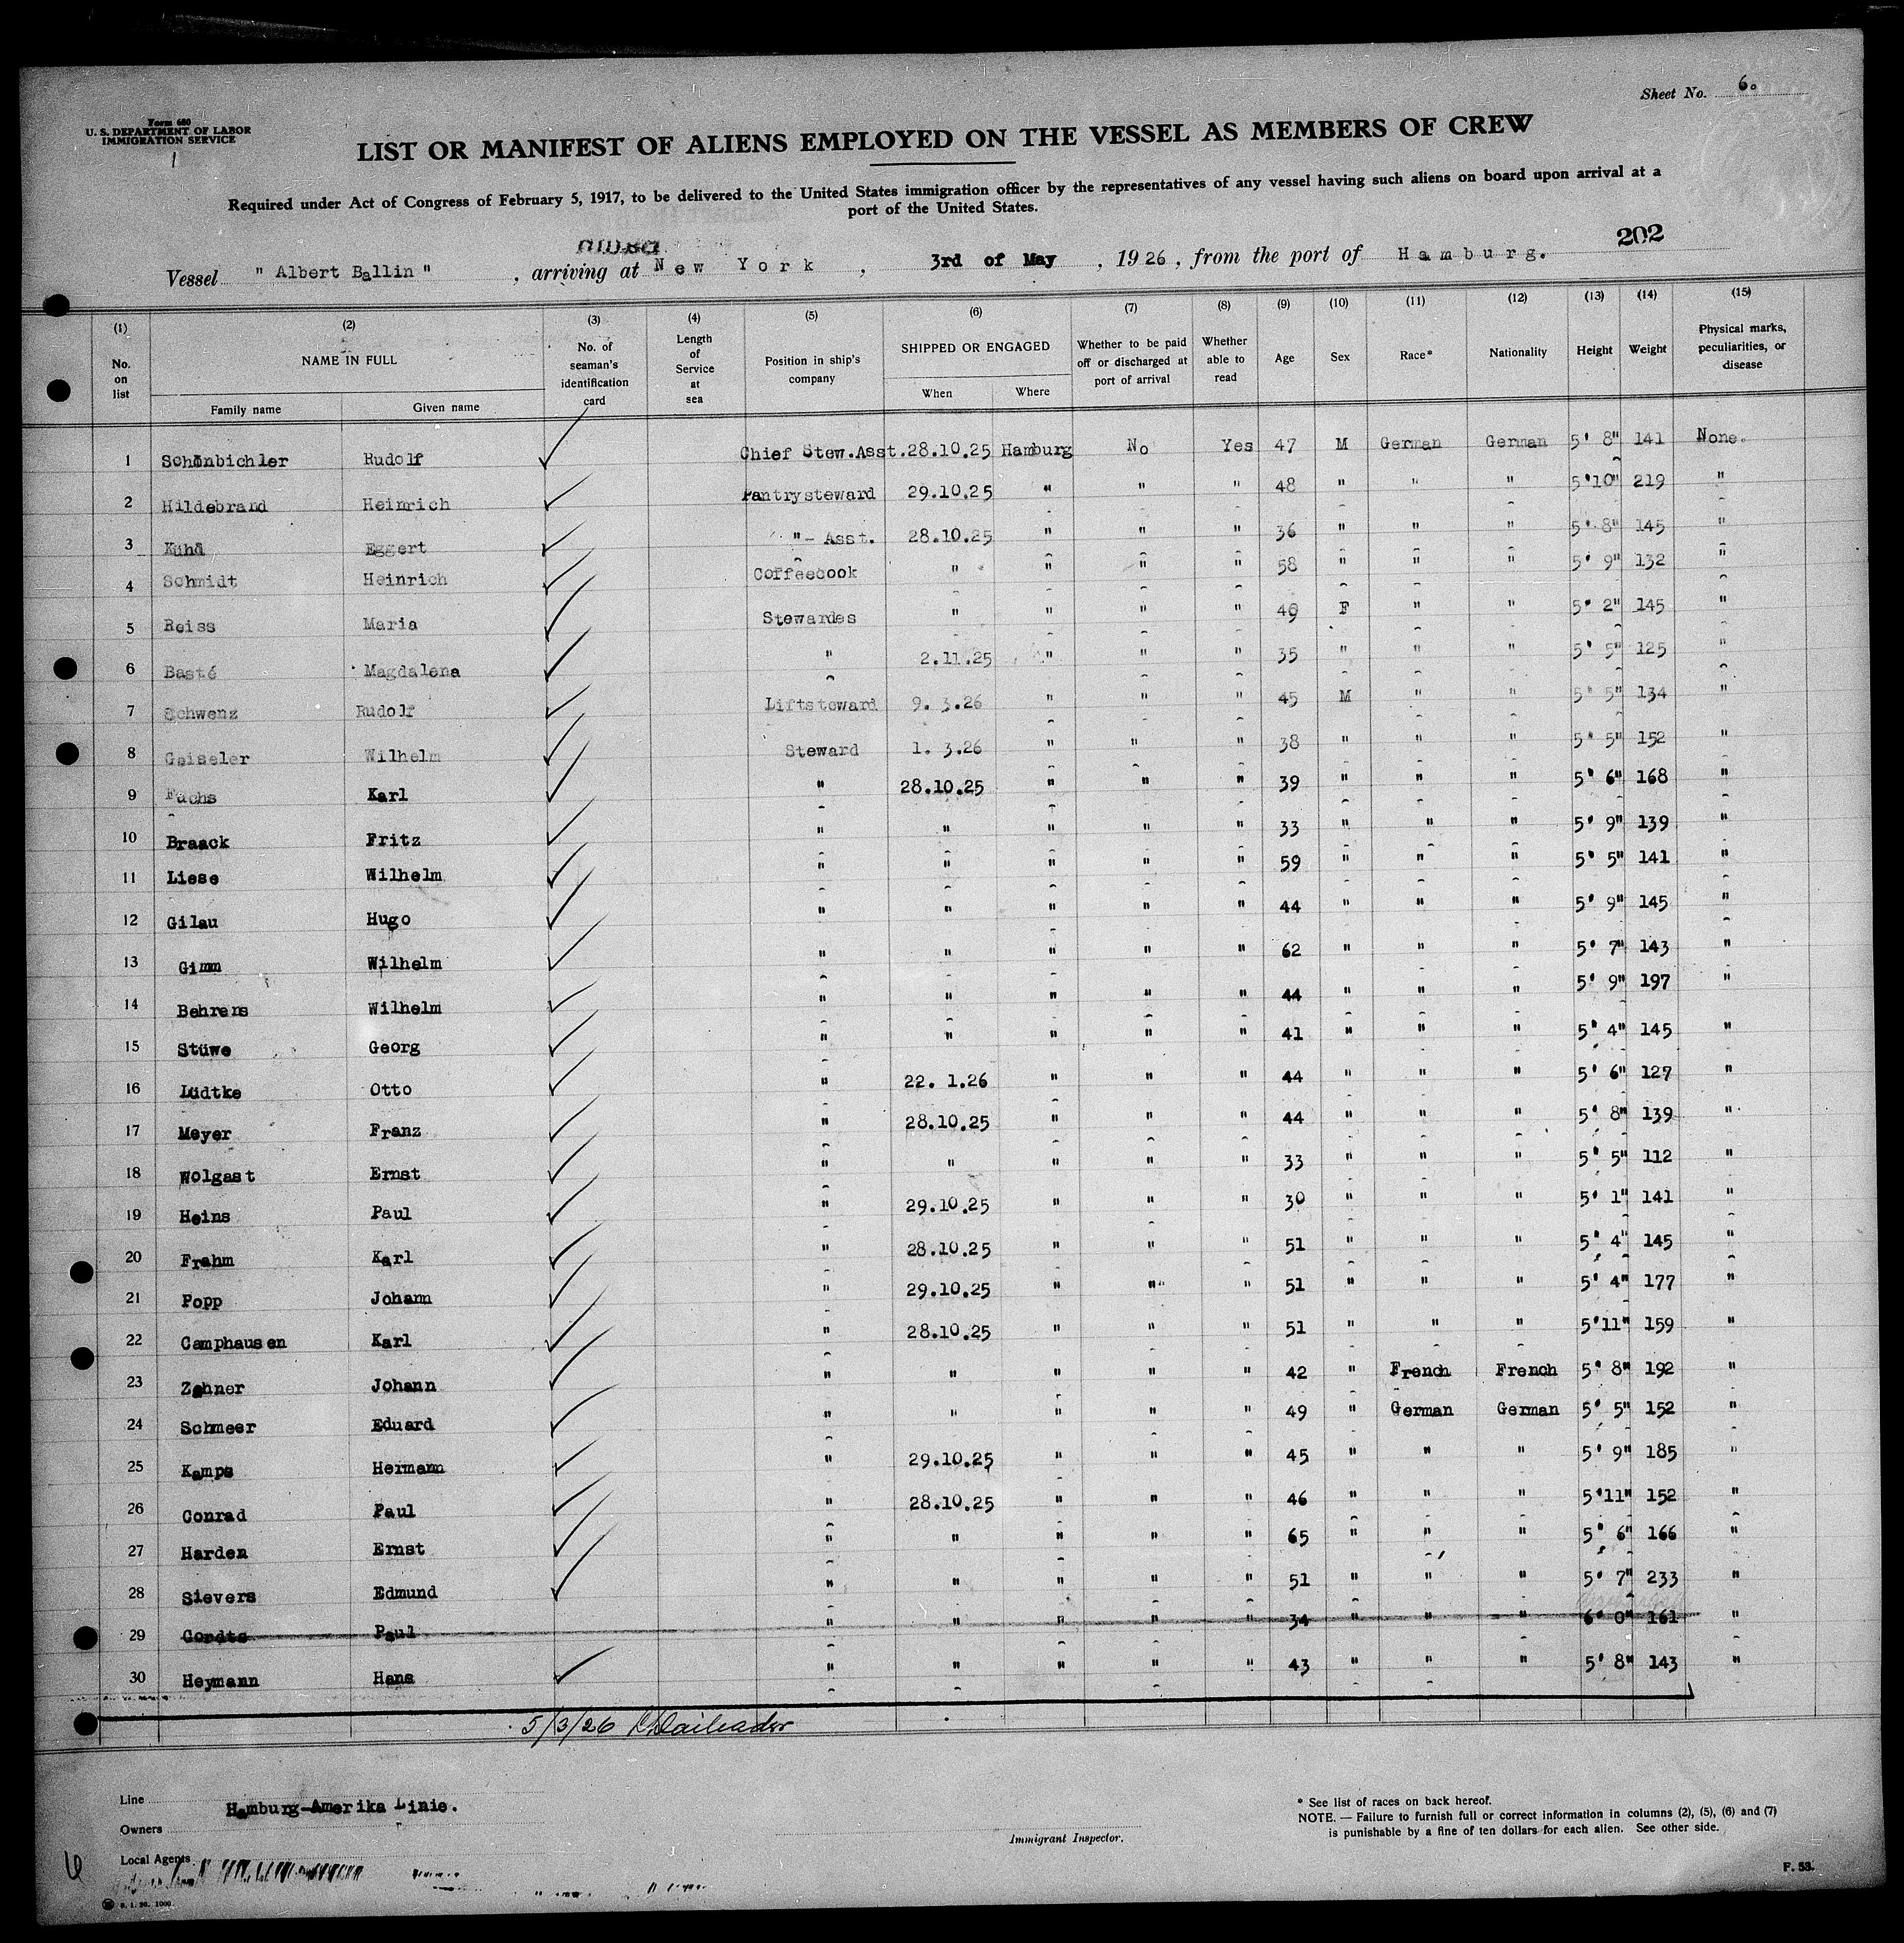 Sheet No. 6.
Form 680
U. S. DEPARTMENT OF LABOR
IMMIGRATION SERVICE
1
LIST OR MANIFEST OF ALIENS EMPLOYED ON THE VESSEL AS MEMBERS OF CREW
Required under Act of Congress of February 5, 1917, to be delivered to the United States immigration officer by the representatives of any vessel having such aliens on board upon arrival at a
port of the United States.
202
Vessel " Albert Ballin " , arriving at New York , 3rd of May , 1926 , from the port of Hamburg.
(1) (2) (3) (4) (5) (6) (7) (8) (9) (10) (11) (12) (13) (14) (15)
No. on list
NAME IN FULL
Family name Given name
No. of seaman's identification card
Length of Service at sea
Position in ship's company
SHIPPED OR ENGAGED
When Where
Whether to be paid off or discharged at port of arrival
Whether able to read
Age
Sex
Race*
Nationality
Height
Weight
Physical marks, peculiarities, or disease
1 Schönbichler Rudolf Chief Stew.Asst. 28.10.25 Hamburg No Yes 47 M German German 5' 8" 141 None.
2 Hildebrand Heinrich Pantrysteward 29.10.25 " " " 48 " " " 5'10" 219 "
3 Eggert "- Asst. 28.10.25 " " " 36 " " " 5' 8" 145 "
4 Schmidt Heinrich Coffeecook " " " " 58 " " " 5' 9" 132 "
5 Reiss Maria Stewardes " " " " F " " 5' 2" 145 "
6 Basté Magdalena " 2.11.25 " " " 35 " " " 5' 5" 125 "
7 Schwenz Rudolf Liftsteward 9. 3.26 " " " 45 M " " 5' 5" 134 "
8 Geiseler Wilhelm Steward 1. 3.26 " " " 38 " " " 5' 5" 152 "
9 Fuchs Karl " 28.10.25 " " " 39 " " " 5' 6" 168 "
10 Braack Fritz " " " " " 33 " " " 5' 9" 139 "
11 Liese Wilhelm " " " " " 59 " " " 5' 5" 141 "
12 Gilau Hugo " " " " " 44 " " " 5' 9" 145 "
13 Gimm Wilhelm " " " " " 62 " " " 5' 7" 143 "
14 Behrens Wilhelm " " " " " 44 " " " 5' 9" 197 "
15 Stüwe Georg " " " " " 41 " " " 5' 4" 145 "
16 Lüdtke Otto " 22. 1.26 " " " 44 " " " 5' 6" 127 "
17 Meyer Franz " 28.10.25 " " " 44 " " " 5' 8" 139 "
18 Wolgast Ernst " " " " " 33 " " " 5' 5" 112 "
19 Heins Paul " 29.10.25 " " " 30 " " " 5' 1" 141 "
20 Frahm Karl " 28.10.25 " " " 51 " " " 5' 4" 145 "
21 Popp Johann " 29.10.25 " " " 51 " " " 5' 4" 177 "
22 Camphausen Karl " 28.10.25 " " " 51 " " " 5'11" 159 "
23 Zehner Johann " " " " " 42 " French French 5' 8" 192 "
24 Schmeer Eduard " " " " " 49 " German German 5' 5" 152 "
25 Kamps Hermann " 29.10.25 " " " 45 " " " 5' 9" 185 "
26 Conrad Paul " 28.10.25 " " " 46 " " " 5'11" 152 "
27 Harden Ernst " " " " " 65 " " " 5' 6" 166 "
28 Sievers Edmund " " " " " 51 " " " 5' 7" 233 "
29 Gordts Paul " " " " " 34 " " " 6' 0" 161 "
30 Heymann Hans " " " " " 43 " " " 5' 8" 143 "
5/3/26
Line
Hamburg-Amerika Linie.
Owners
Local Agents
Immigrant Inspector.
* See list of races on back hereof.
NOTE. — Failure to furnish full or correct information in columns (2), (5), (6) and (7)
is punishable by a fine of ten dollars for each alien. See other side.
F. 53.